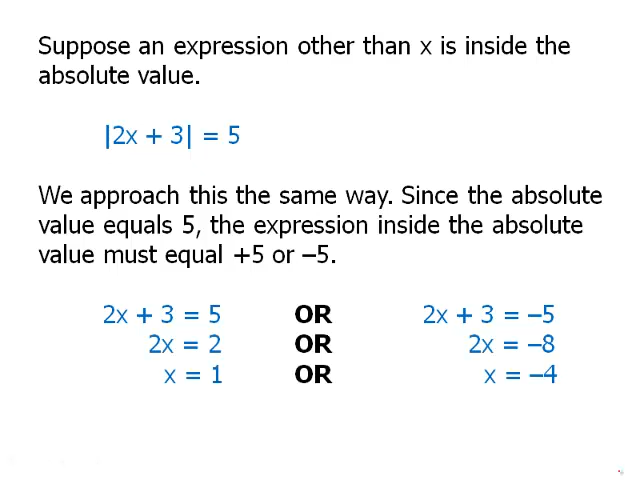 Suppose an expression other than x is inside the
absolute value.
|2x + 3| = 5
We approach this the same way. Since the absolute
value equals 5, the expression inside the absolute
value must equal +5 or –5.
2x + 3 = 5 OR 2x + 3 = –5
2x = 2 OR 2x = –8
x = 1 OR x = –4